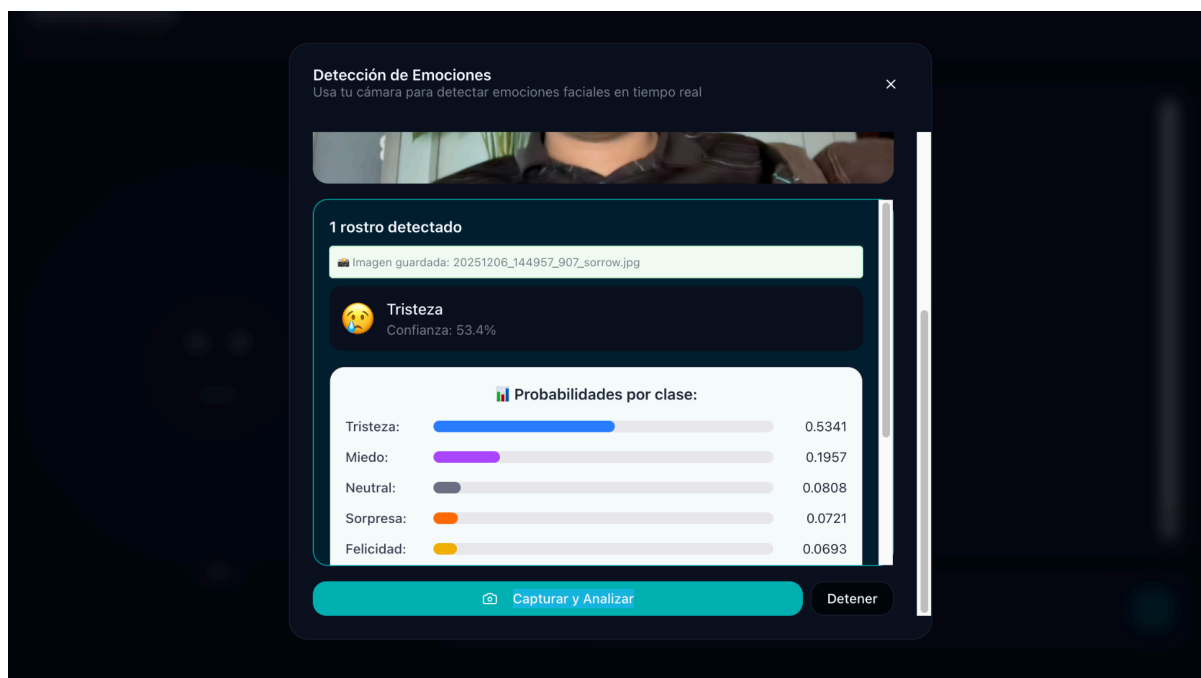 Detección de Emociones
Usa tu cámara para detectar emociones faciales en tiempo real
1 rostro detectado
Imagen guardada: 20251206_144957_907_sorrow.jpg
Tristeza
Confianza: 53.4%
Probabilidades por clase:
Tristeza: 0.5341
Miedo: 0.1957
Neutral: 0.0808
Sorpresa: 0.0721
Felicidad: 0.0693
Capturar y Analizar Detener